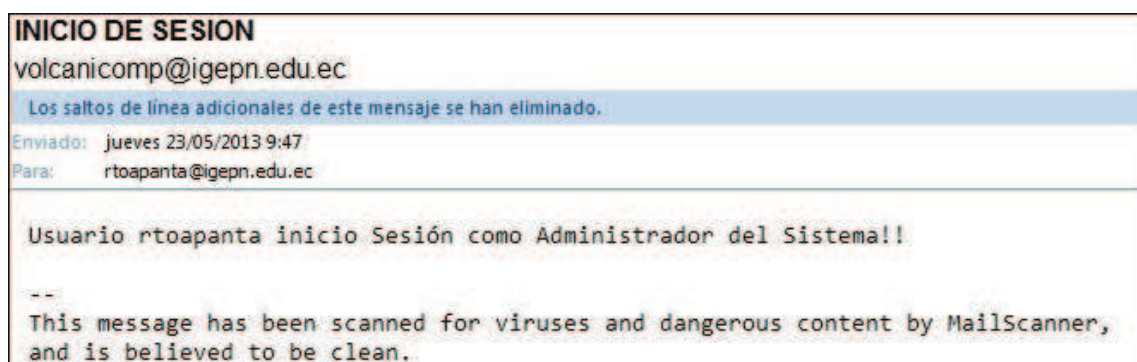 INICIO DE SESION
volcanicomp@igepn.edu.ec
Los saltos de línea adicionales de este mensaje se han eliminado.
Enviado: jueves 23/05/2013 9:47
Para: rtoapanta@igepn.edu.ec
Usuario rtoapanta inicio Sesión como Administrador del Sistema!!
--
This message has been scanned for viruses and dangerous content by MailScanner,
and is believed to be clean.